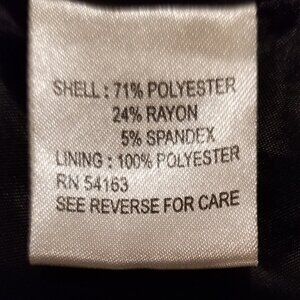 SHELL : 71% POLYESTER
24% RAYON
5% SPANDEX
LINING : 100% POLYESTER
RN 54163
SEE REVERSE FOR CARE